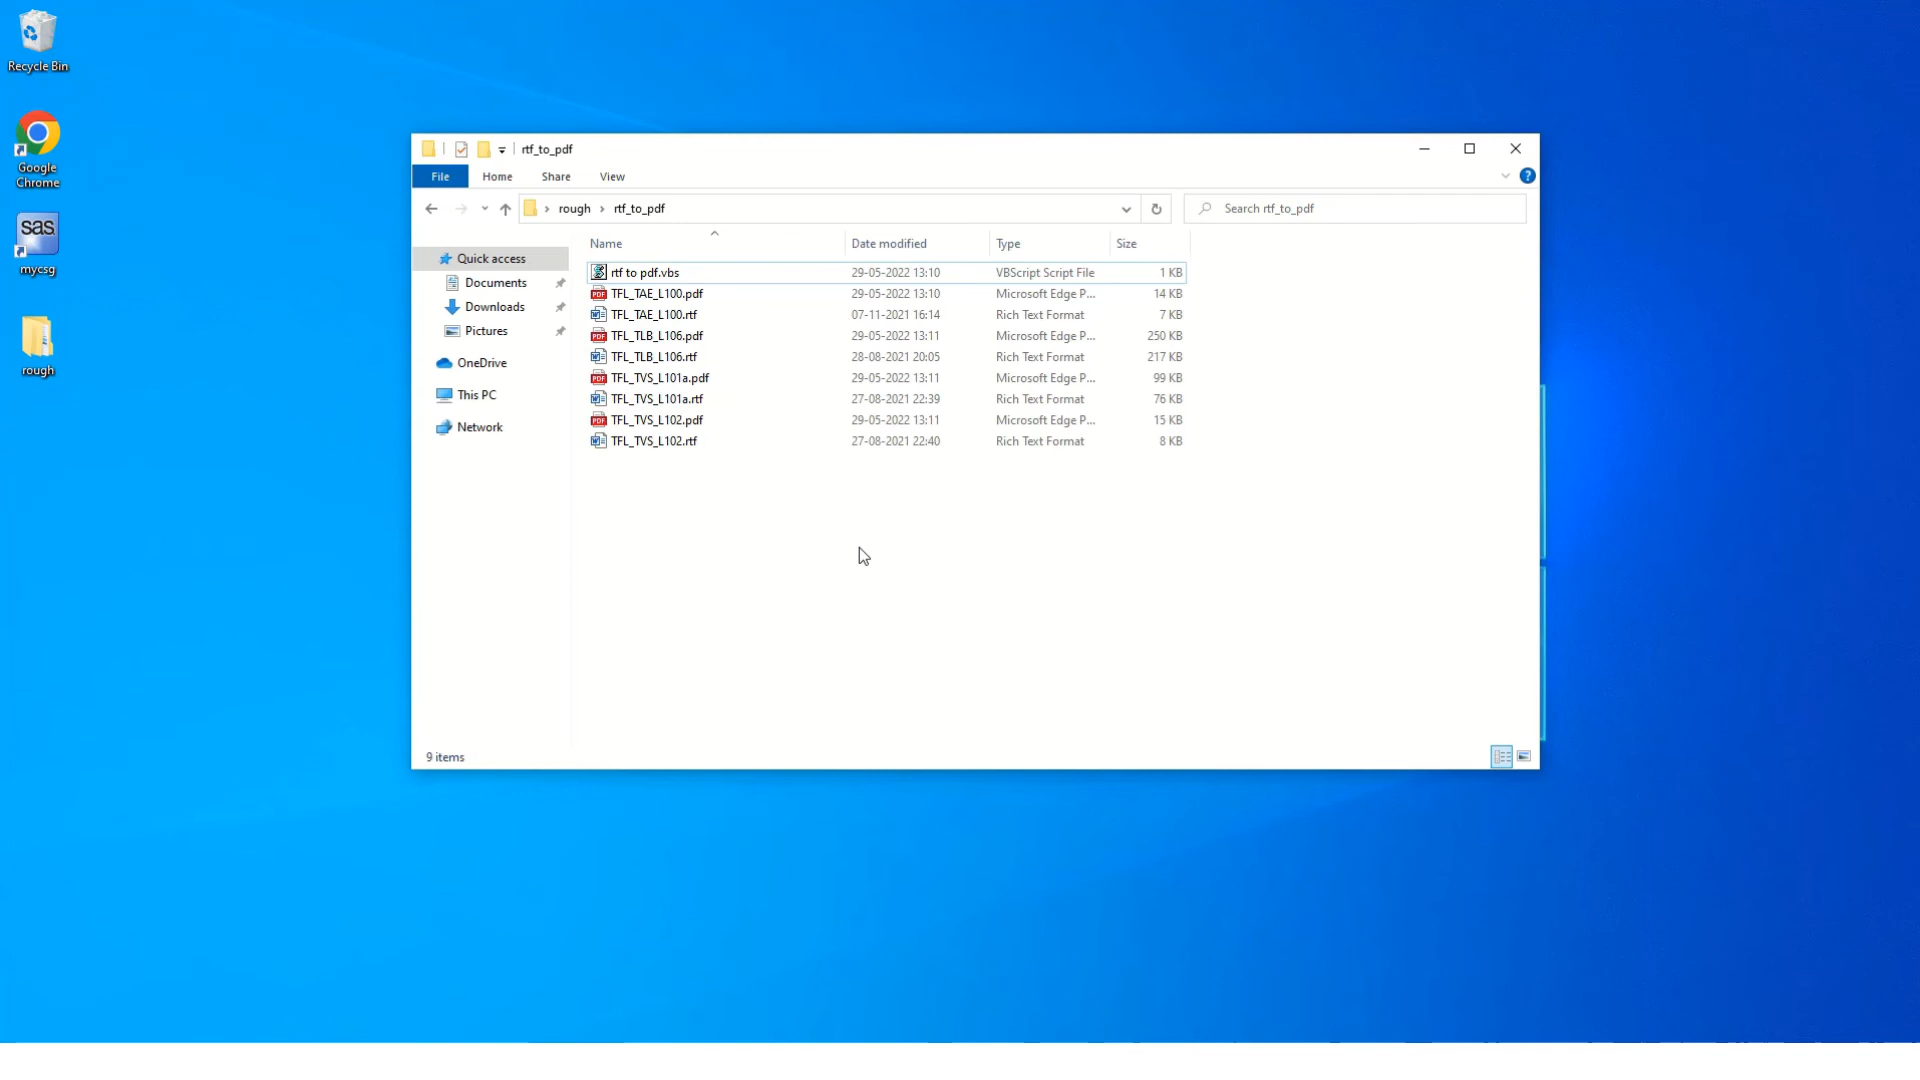 Recycle Bin
Google
Chrome
sas
mycsg
rough
rtf_to_pdf
File Home Share View
?
rough › rtf_to_pdf
Search rtf_to_pdf
Quick access
Documents
Downloads
Pictures
OneDrive
This PC
Network
Name Date modified Type Size
rtf to pdf.vbs 29-05-2022 13:10 VBScript Script File 1 KB
PDF TFL_TAE_L100.pdf 29-05-2022 13:10 Microsoft Edge P... 14 KB
TFL_TAE_L100.rtf 07-11-2021 16:14 Rich Text Format 7 KB
PDF TFL_TLB_L106.pdf 29-05-2022 13:11 Microsoft Edge P... 250 KB
TFL_TLB_L106.rtf 28-08-2021 20:05 Rich Text Format 217 KB
PDF TFL_TVS_L101a.pdf 29-05-2022 13:11 Microsoft Edge P... 99 KB
TFL_TVS_L101a.rtf 27-08-2021 22:39 Rich Text Format 76 KB
PDF TFL_TVS_L102.pdf 29-05-2022 13:11 Microsoft Edge P... 15 KB
TFL_TVS_L102.rtf 27-08-2021 22:40 Rich Text Format 8 KB
9 items